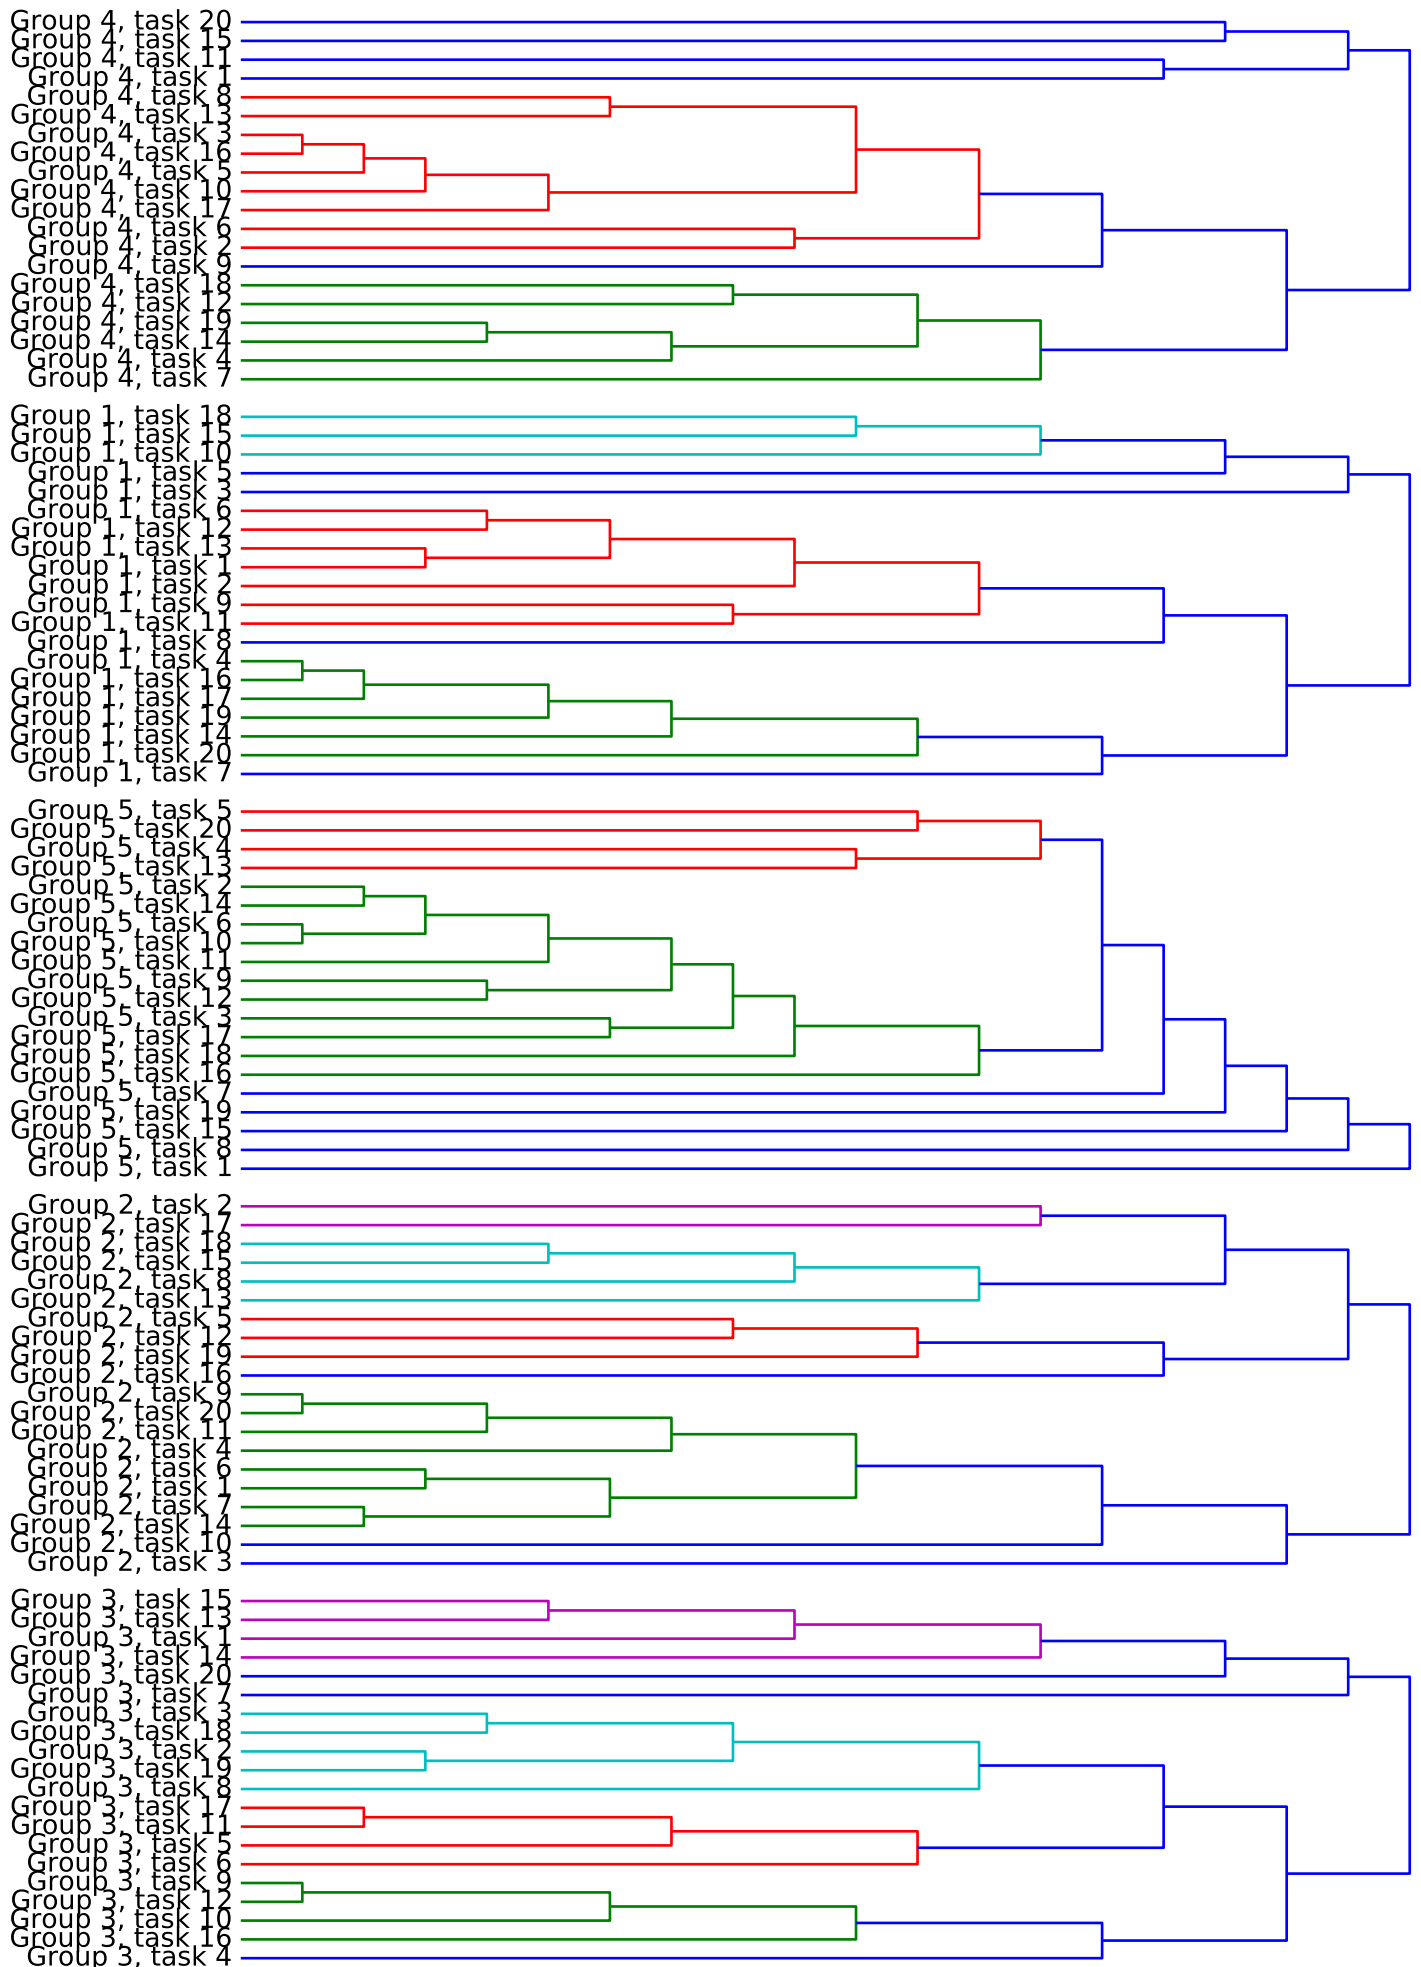 Group 4, task 20
Group 4, task 15
Group 4, task 11
Group 4, task 1
Group 4, task 8
Group 4, task 13
Group 4, task 3
Group 4, task 16
Group 4, task 5
Group 4, task 10
Group 4, task 17
Group 4, task 6
Group 4, task 2
Group 4, task 9
Group 4, task 18
Group 4, task 12
Group 4, task 19
Group 4, task 14
Group 4, task 4
Group 4, task 7
Group 1, task 18
Group 1, task 15
Group 1, task 10
Group 1, task 5
Group 1, task 3
Group 1, task 6
Group 1, task 12
Group 1, task 13
Group 1, task 1
Group 1, task 2
Group 1, task 9
Group 1, task 11
Group 1, task 8
Group 1, task 4
Group 1, task 16
Group 1, task 17
Group 1, task 19
Group 1, task 14
Group 1, task 20
Group 1, task 7
Group 5, task 5
Group 5, task 20
Group 5, task 4
Group 5, task 13
Group 5, task 2
Group 5, task 14
Group 5, task 6
Group 5, task 10
Group 5, task 11
Group 5, task 9
Group 5, task 12
Group 5, task 3
Group 5, task 17
Group 5, task 18
Group 5, task 16
Group 5, task 7
Group 5, task 19
Group 5, task 15
Group 5, task 8
Group 5, task 1
Group 2, task 2
Group 2, task 17
Group 2, task 18
Group 2, task 15
Group 2, task 8
Group 2, task 13
Group 2, task 5
Group 2, task 12
Group 2, task 19
Group 2, task 16
Group 2, task 9
Group 2, task 20
Group 2, task 11
Group 2, task 4
Group 2, task 6
Group 2, task 1
Group 2, task 7
Group 2, task 14
Group 2, task 10
Group 2, task 3
Group 3, task 15
Group 3, task 13
Group 3, task 1
Group 3, task 14
Group 3, task 20
Group 3, task 7
Group 3, task 3
Group 3, task 18
Group 3, task 2
Group 3, task 19
Group 3, task 8
Group 3, task 17
Group 3, task 11
Group 3, task 5
Group 3, task 6
Group 3, task 9
Group 3, task 12
Group 3, task 10
Group 3, task 16
Group 3, task 4